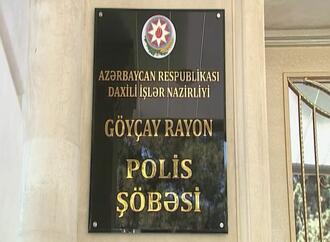 AZƏRBAYCAN RESPUBLİKASI
DAXİLİ İŞLƏR NAZİRLİYİ
GÖYÇAY RAYON
POLİS
ŞÖBƏSİ